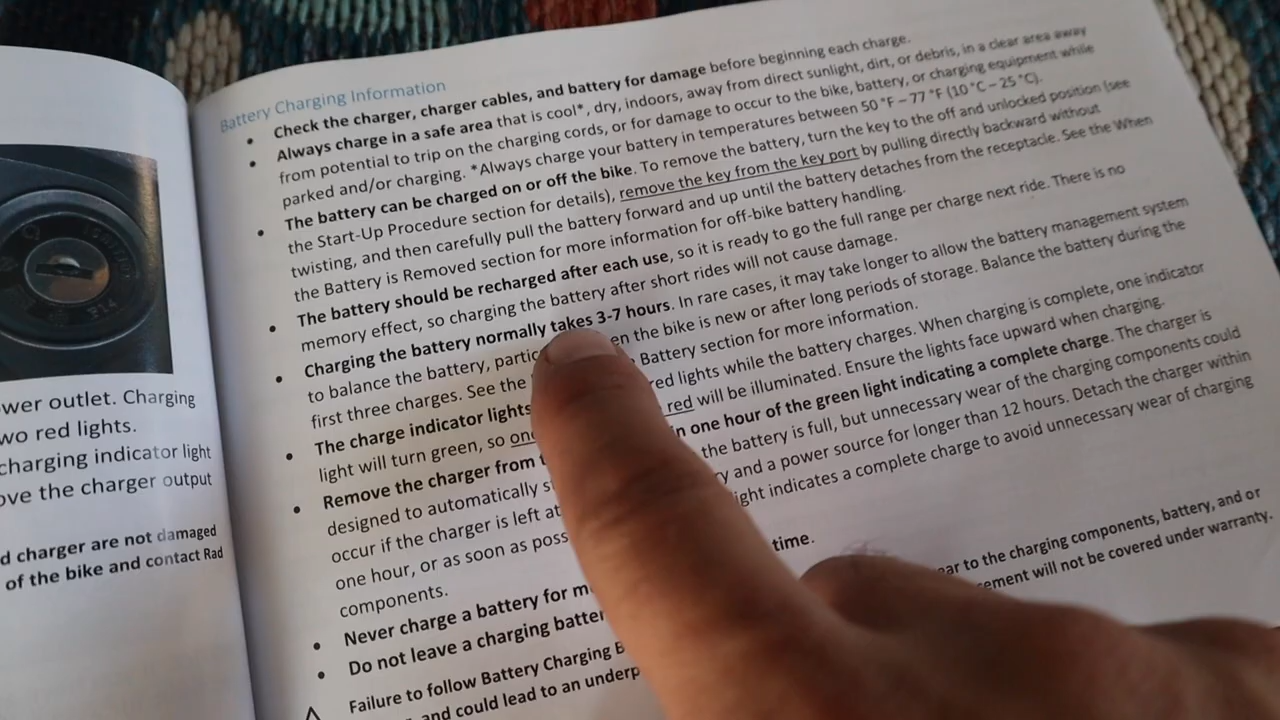 wer outlet. Charging
wo red lights.
charging indicator light
ove the charger output
d charger are not damaged
of the bike and contact Rad
Battery Charging Information
• Check the charger, charger cables, and battery for damage before beginning each charge.
• Always charge in a safe area that is cool*, dry, indoors, away from direct sunlight, dirt, or debris, in a clear area away
from potential to trip on the charging cords, or for damage to occur to the bike, battery, or charging equipment while
parked and/or charging. *Always charge your battery in temperatures between 50 °F – 77 °F (10 °C – 25 °C).
• The battery can be charged on or off the bike. To remove the battery, turn the key to the off and unlocked position (see
the Start-Up Procedure section for details), remove the key from the key port by pulling directly backward without
twisting, and then carefully pull the battery forward and up until the battery detaches from the receptacle. See the When
the Battery is Removed section for more information for off-bike battery handling.
• The battery should be recharged after each use, so it is ready to go the full range per charge next ride. There is no
memory effect, so charging the battery after short rides will not cause damage.
• Charging the battery normally takes 3-7 hours. In rare cases, it may take longer to allow the battery management system
to balance the battery, partic en the bike is new or after long periods of storage. Balance the battery during the
first three charges. See the Battery section for more information.
• The charge indicator lights red lights while the battery charges. When charging is complete, one indicator
light will turn green, so one red will be illuminated. Ensure the lights face upward when charging.
• Remove the charger from t in one hour of the green light indicating a complete charge. The charger is
designed to automatically s the battery is full, but unnecessary wear of the charging components could
occur if the charger is left at y and a power source for longer than 12 hours. Detach the charger within
one hour, or as soon as poss ight indicates a complete charge to avoid unnecessary wear of charging
components.
• Never charge a battery for m time.
• Do not leave a charging batter
Failure to follow Battery Charging B ar to the charging components, battery, and or
and could lead to an underp ement will not be covered under warranty.